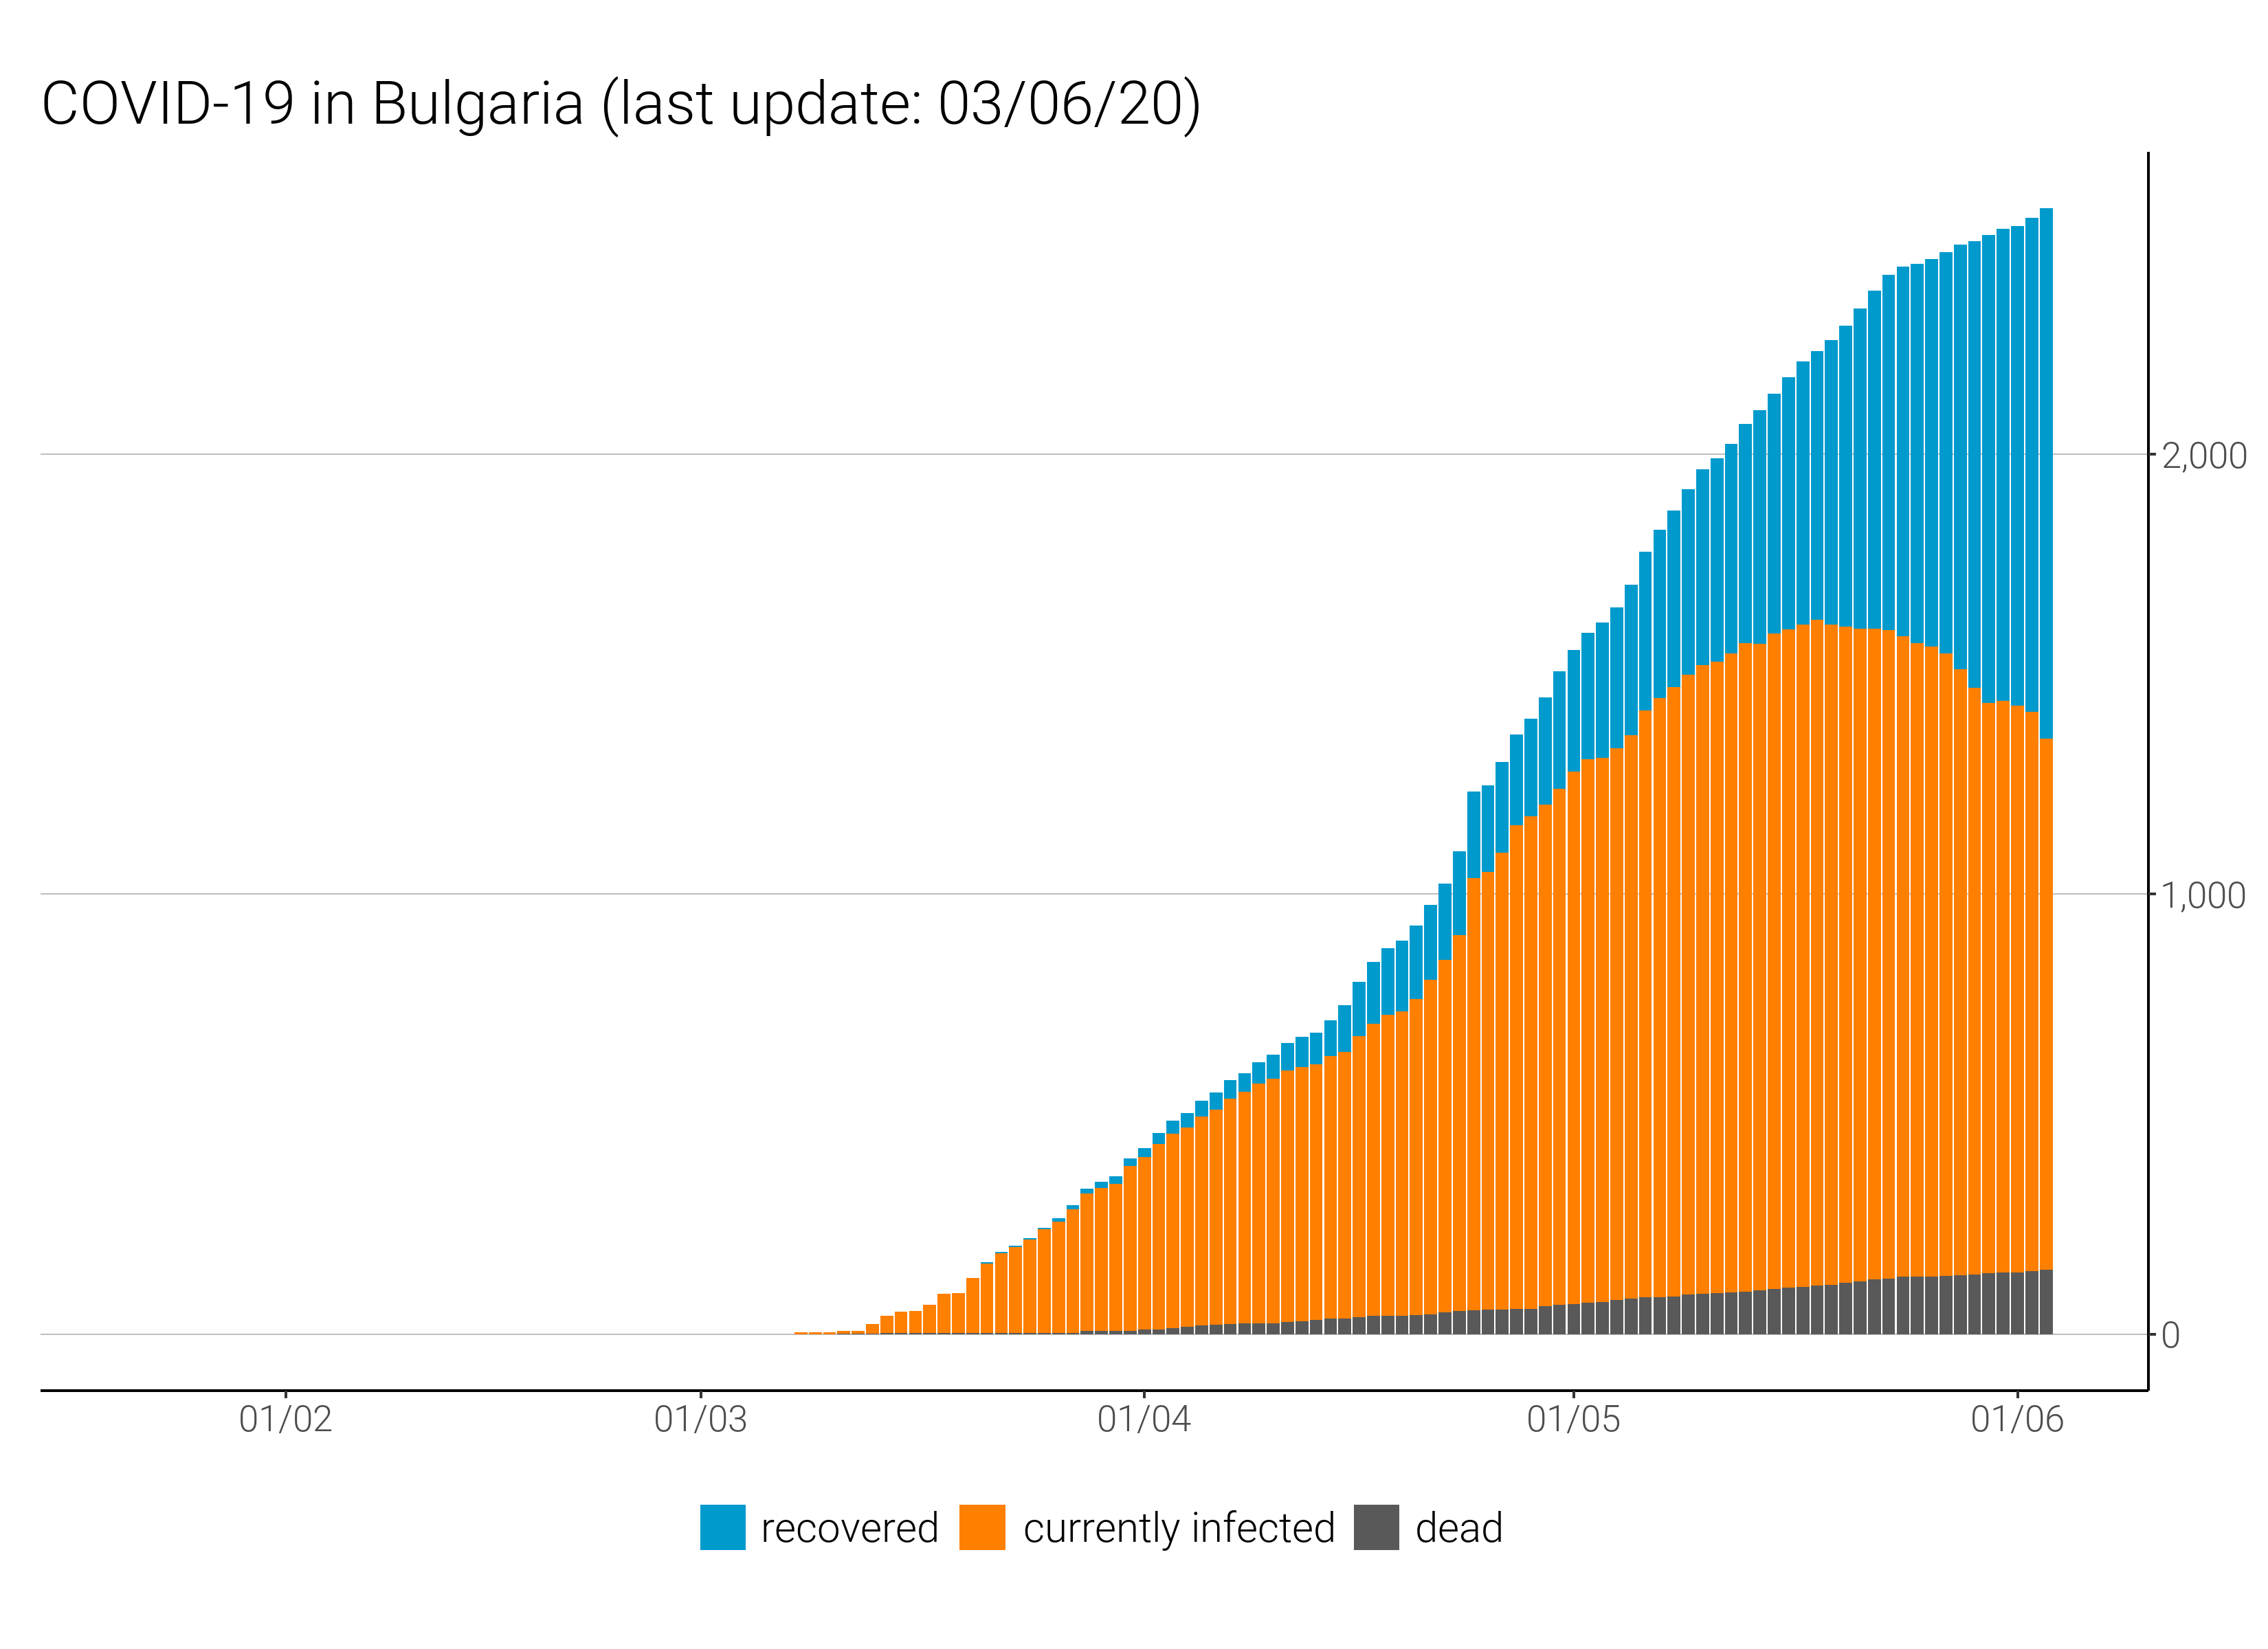 COVID-19 in Bulgaria (last update: 03/06/20)
2,000
1,000
0
01/02 01/03 01/04 01/05 01/06
recovered currently infected dead